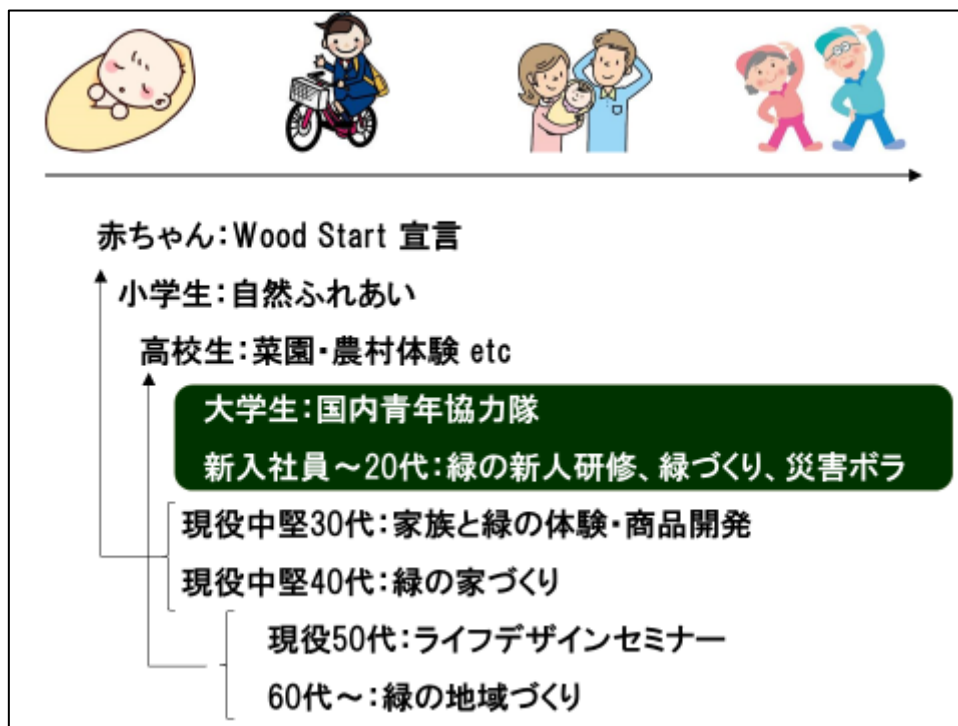 赤ちゃん：Wood Start 宣言
小学生：自然ふれあい
高校生：菜園・農村体験 etc
大学生：国内青年協力隊
新入社員～20代：緑の新人研修、緑づくり、災害ボラ
現役中堅30代：家族と緑の体験・商品開発
現役中堅40代：緑の家づくり
現役50代：ライフデザインセミナー
60代～：緑の地域づくり